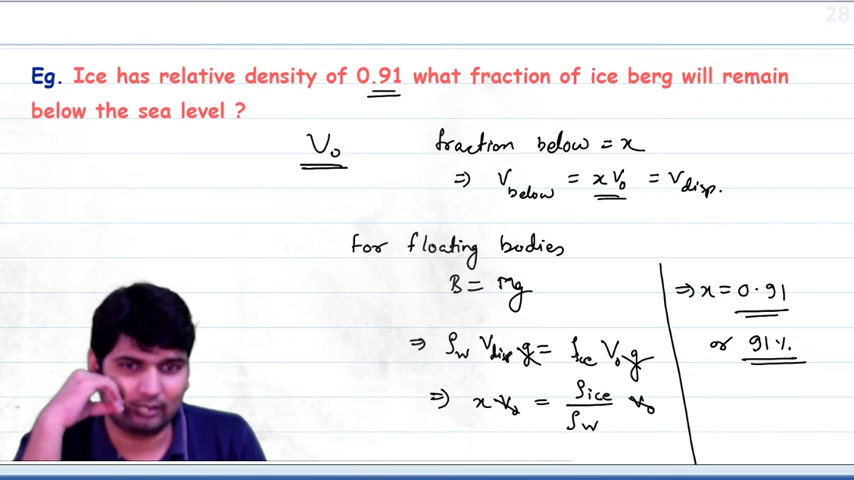 28
Eg. Ice has relative density of 0.91 what fraction of ice berg will remain
below the sea level ?
V₀
fraction below = x
⇒ V_below = x V₀ = V_disp.
For floating bodies
B = Mg
⇒ ρ_w V_disp g = ρ_ice V₀ g
⇒ x V₀ = ρ_ice / ρ_w V₀
⇒ x = 0.91
or 91%.